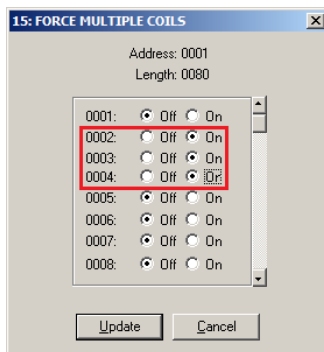 15: FORCE MULTIPLE COILS
Address: 0001
Length: 0080
0001: Off On
0002: Off On
0003: Off On
0004: Off On
0005: Off On
0006: Off On
0007: Off On
0008: Off On
Update Cancel